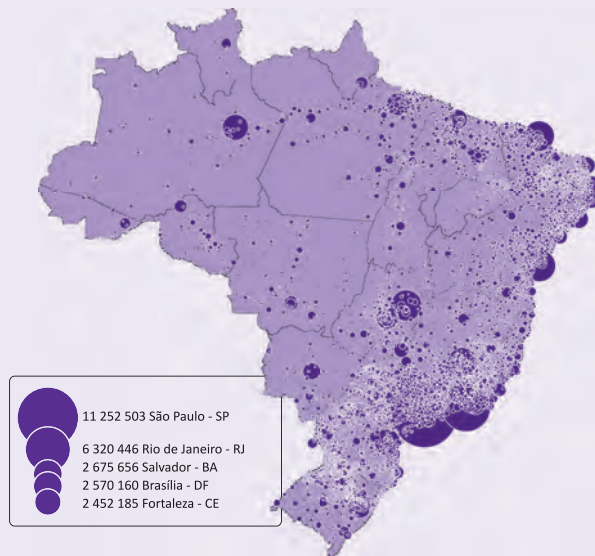 11 252 503 São Paulo - SP
6 320 446 Rio de Janeiro - RJ
2 675 656 Salvador - BA
2 570 160 Brasília - DF
2 452 185 Fortaleza - CE